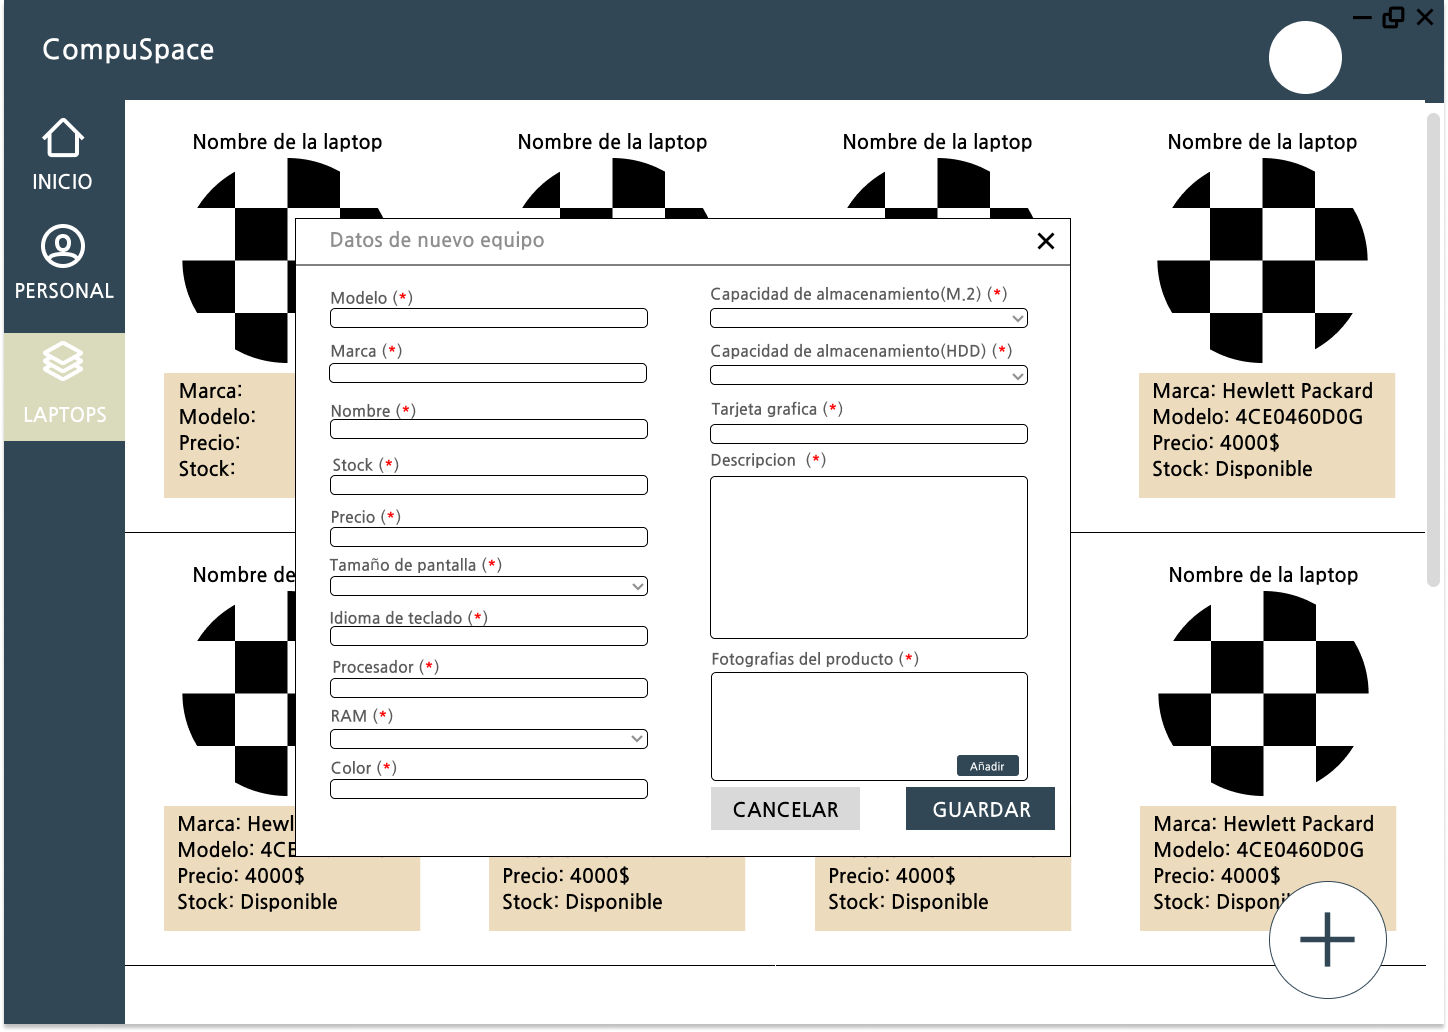 CompuSpace
INICIO
PERSONAL
LAPTOPS
Nombre de la laptop
Nombre de la laptop
Nombre de la laptop
Nombre de la laptop
Marca:
Modelo:
Precio:
Stock:
Marca: Hewlett Packard
Modelo: 4CE0460D0G
Precio: 4000$
Stock: Disponible
Datos de nuevo equipo
Modelo (*)
Marca (*)
Nombre (*)
Stock (*)
Precio (*)
Tamaño de pantalla (*)
Idioma de teclado (*)
Procesador (*)
RAM (*)
Color (*)
Capacidad de almacenamiento(M.2) (*)
Capacidad de almacenamiento(HDD) (*)
Tarjeta grafica (*)
Descripcion (*)
Fotografias del producto (*)
Añadir
CANCELAR
GUARDAR
Nombre de
Nombre de la laptop
Marca: Hewl
Modelo: 4CE
Precio: 4000$
Stock: Disponible
Precio: 4000$
Stock: Disponible
Precio: 4000$
Stock: Disponible
Marca: Hewlett Packard
Modelo: 4CE0460D0G
Precio: 4000$
Stock: Disponi